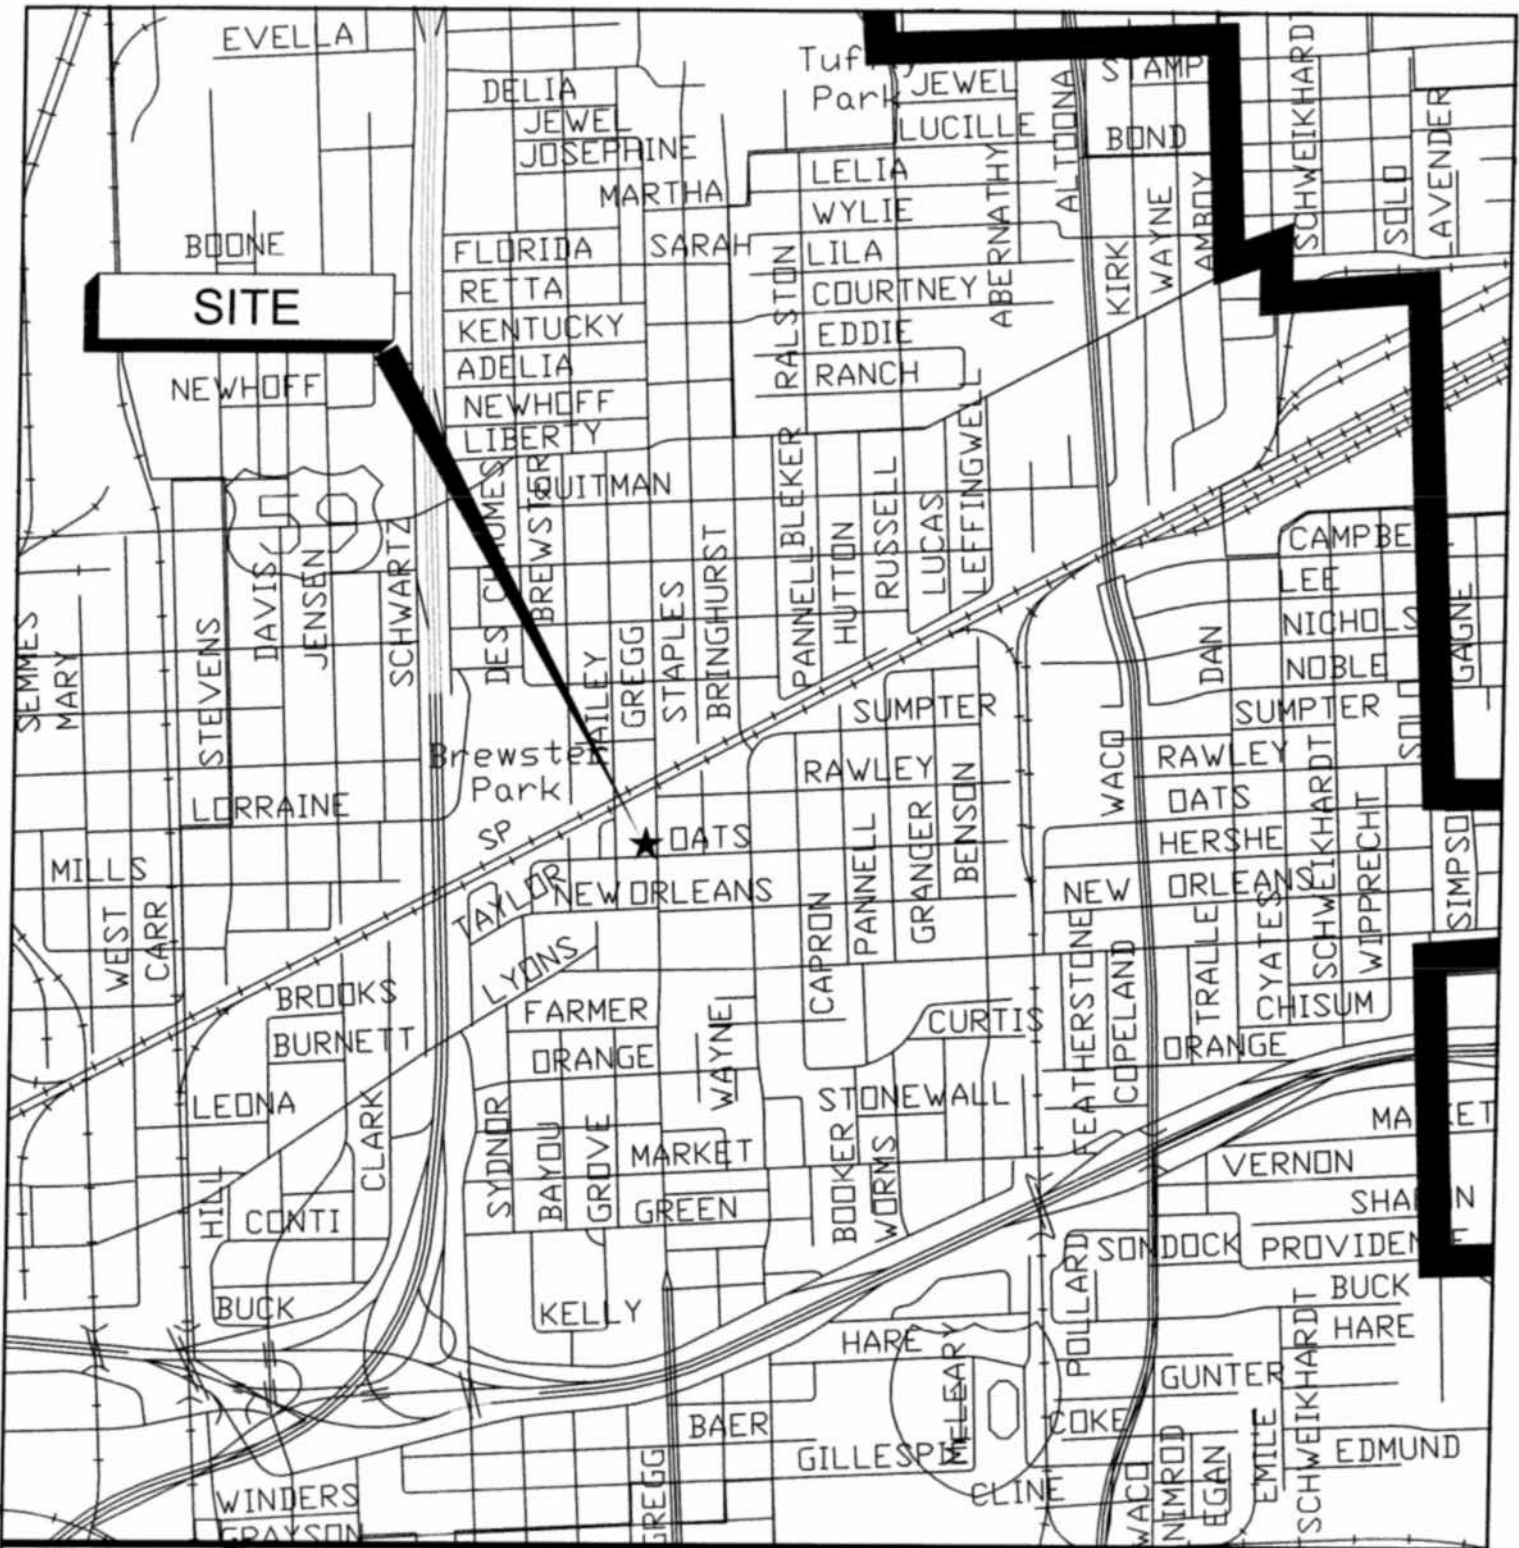 EVELLA
DELIA
JEWEL
JOSEPHINE
MARTHA
JEWEL
LUCILLE
ALTOONA
BOND
SCHWEIKHARDT
SOLO
LAVENDER
LELIA
WYLIE
ABERNATHY
WAYNE
AMBOY
KIRK
BOONE
FLORIDA
SARAH
LILA
RETTA
COURTNEY
RALSTON
SITE
KENTUCKY
EDDIE
ADELIA
RANCH
NEWHOFF
NEWHOFF
LIBERTY
QUITMAN
59
SCHWARTZ
BREWSTER
BLEKER
PANNELL
HUTTON
RUSSELL
LUCAS
LEFFINGWELL
CAMPBE
LEE
NICHOLS
NOBLE
GAGNE
DAN
SEMMES
MARY
STEVENS
DAVIS
JENSEN
DES
GREGG
STAPLES
BRINGHURST
SUMPTER
SUMPTER
Brewster
Park
RAWLEY
RAWLEY
WACO
OATS
LORRAINE
SP
OATS
HERSHE
MILLS
TAYLOR
NEW ORLEANS
NEW ORLEANS
PANNELL
GRANGER
BENSON
SCHWEIKHARDT
WIPPRECHT
YATES
WEST
CARR
LYONS
CAPRON
FEATHERSTONE
COPELAND
TRALLE
BROOKS
FARMER
CURTIS
CHISUM
BURNETT
ORANGE
WAYNE
ORANGE
LEONA
CLARK
STONEWALL
SYDNOR
BAYOU
GROVE
MARKET
BOOKER
WORMS
VERNON
HILL
CONTI
GREEN
SONDOCK
BUCK
KELLY
BUCK
POLLARD
HARE
HARE
GUNTER
BAER
COKE
GILLESPI
EDMUND
CLINE
SCHWEIKHARDT
EMILE
WINDERS
GREGG
WACO
NIMROD
EGAN
GRAYSON